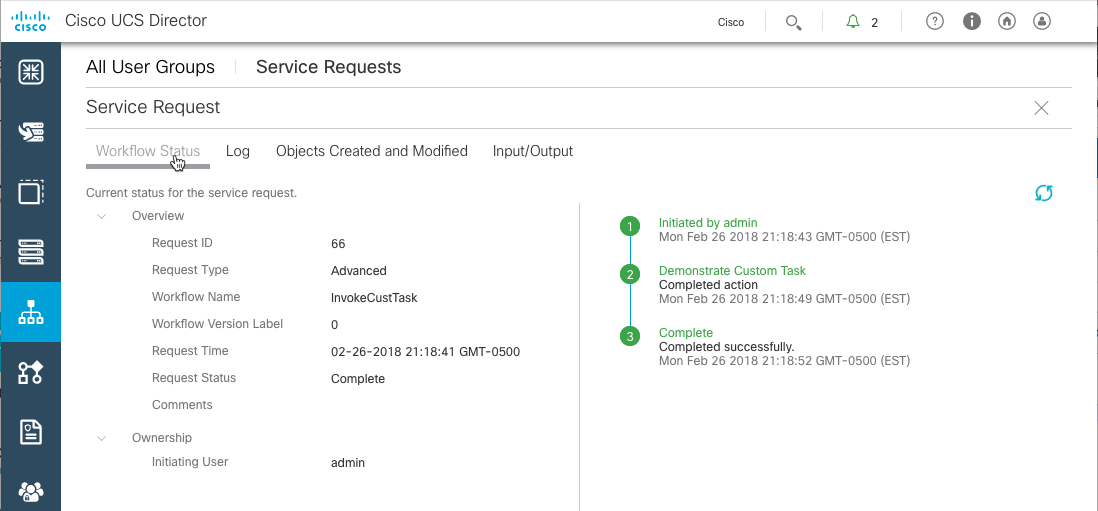 cisco
Cisco UCS Director
Cisco
2
All User Groups
Service Requests
Service Request
Workflow Status
Log
Objects Created and Modified
Input/Output
Current status for the service request.
Overview
Request ID 66
Request Type Advanced
Workflow Name InvokeCustTask
Workflow Version Label 0
Request Time 02-26-2018 21:18:41 GMT-0500
Request Status Complete
Comments
Ownership
Initiating User admin
1 Initiated by admin
Mon Feb 26 2018 21:18:43 GMT-0500 (EST)
2 Demonstrate Custom Task
Completed action
Mon Feb 26 2018 21:18:49 GMT-0500 (EST)
3 Complete
Completed successfully.
Mon Feb 26 2018 21:18:52 GMT-0500 (EST)